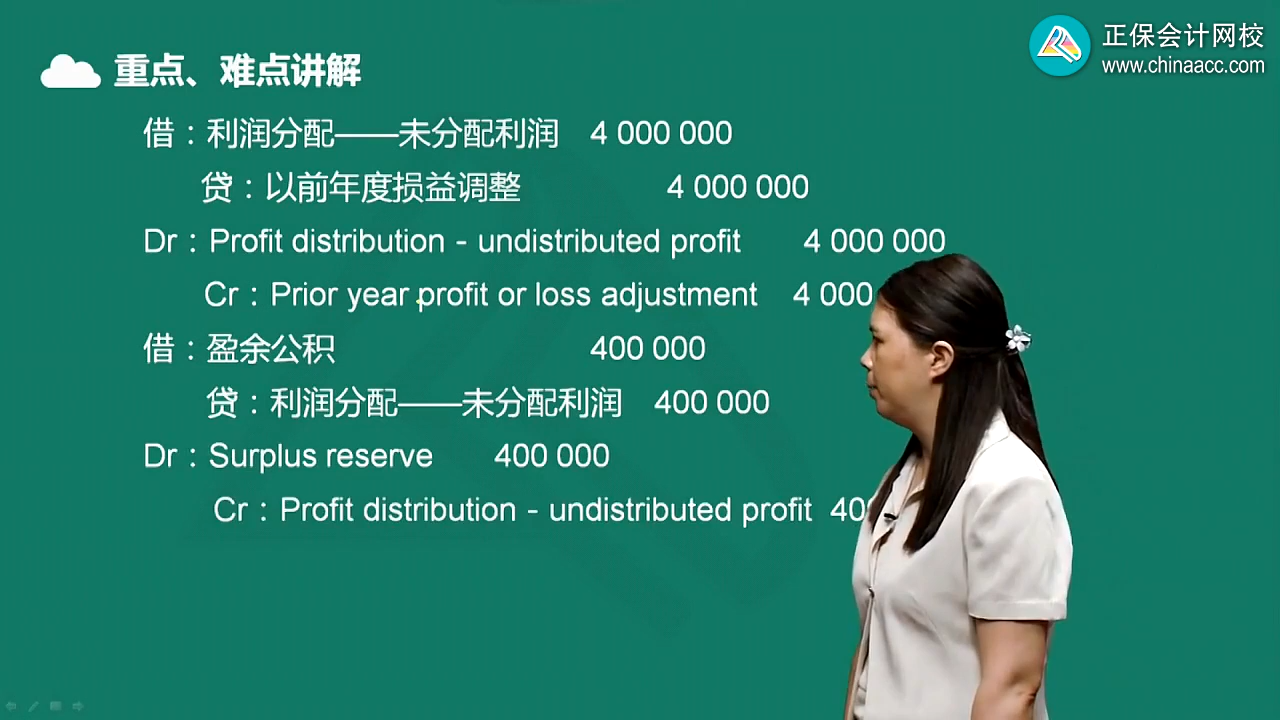 正保会计网校
www.chinaacc.com
重点、难点讲解
借：利润分配——未分配利润 4 000 000
贷：以前年度损益调整 4 000 000
Dr：Profit distribution - undistributed profit 4 000 000
Cr：Prior year profit or loss adjustment 4 000
借：盈余公积 400 000
贷：利润分配——未分配利润 400 000
Dr：Surplus reserve 400 000
Cr：Profit distribution - undistributed profit